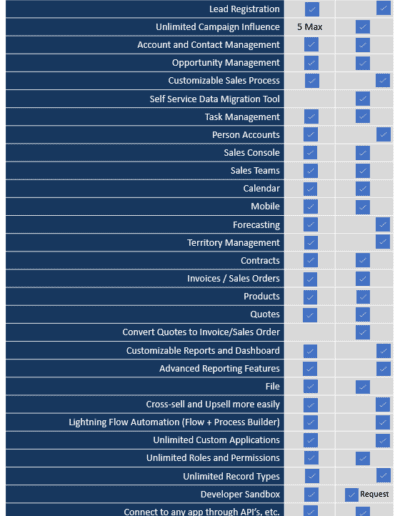 Lead Registration
Unlimited Campaign Influence 5 Max
Account and Contact Management
Opportunity Management
Customizable Sales Process
Self Service Data Migration Tool
Task Management
Person Accounts
Sales Console
Sales Teams
Calendar
Mobile
Forecasting
Territory Management
Contracts
Invoices / Sales Orders
Products
Quotes
Convert Quotes to Invoice/Sales Order
Customizable Reports and Dashboard
Advanced Reporting Features
File
Cross-sell and Upsell more easily
Lightning Flow Automation (Flow + Process Builder)
Unlimited Custom Applications
Unlimited Roles and Permissions
Unlimited Record Types
Developer Sandbox Request
Connect to any app through API's, etc.